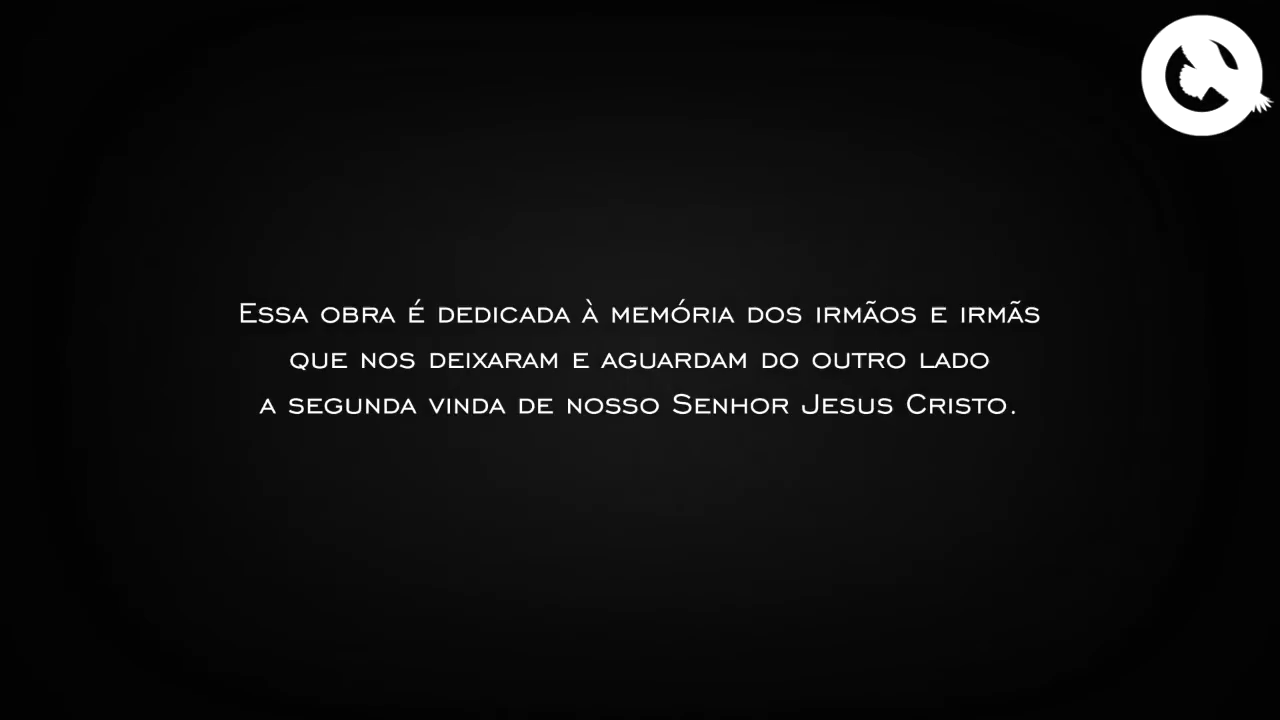 Essa obra é dedicada à memória dos irmãos e irmãs
que nos deixaram e aguardam do outro lado
a segunda vinda de nosso Senhor Jesus Cristo.